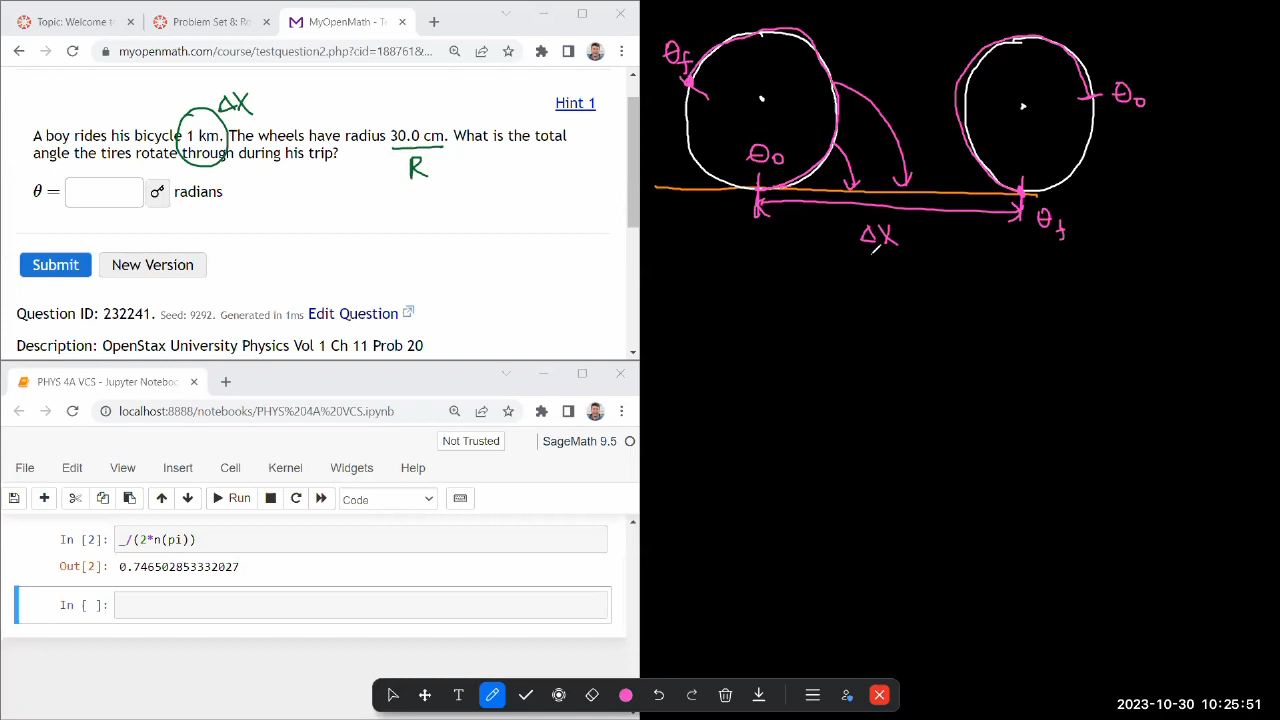 Topic: Welcome t
Problem Set 8: Ro
MyOpenMath - Te
myopenmath.com/course/testquestion2.php?cid=188761&...
Hint 1
ΔX
A boy rides his bicycle 1 km. The wheels have radius 30.0 cm. What is the total
angle the tires rotate through during his trip?
R
θ = radians
Submit
New Version
Question ID: 232241. Seed: 9292. Generated in 1ms Edit Question
Description: OpenStax University Physics Vol 1 Ch 11 Prob 20
PHYS 4A VCS - Jupyter Noteboo
localhost:8888/notebooks/PHYS%204A%20VCS.ipynb
Not Trusted
SageMath 9.5
File Edit View Insert Cell Kernel Widgets Help
Run
Code
In [2]: _/(2*n(pi))
Out[2]: 0.746502853332027
In [ ]:
θf
θ0
θ0
θf
ΔX
T
2023-10-30 10:25:51